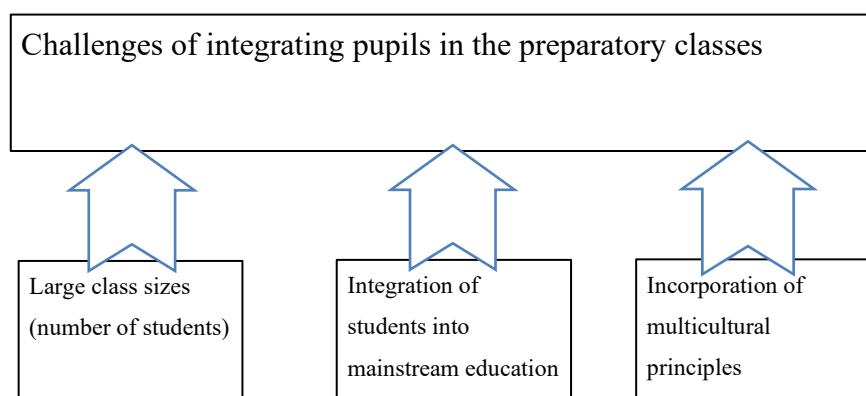 Challenges of integrating pupils in the preparatory classes
Large class sizes
(number of students)
Integration of
students into
mainstream education
Incorporation of
multicultural
principles